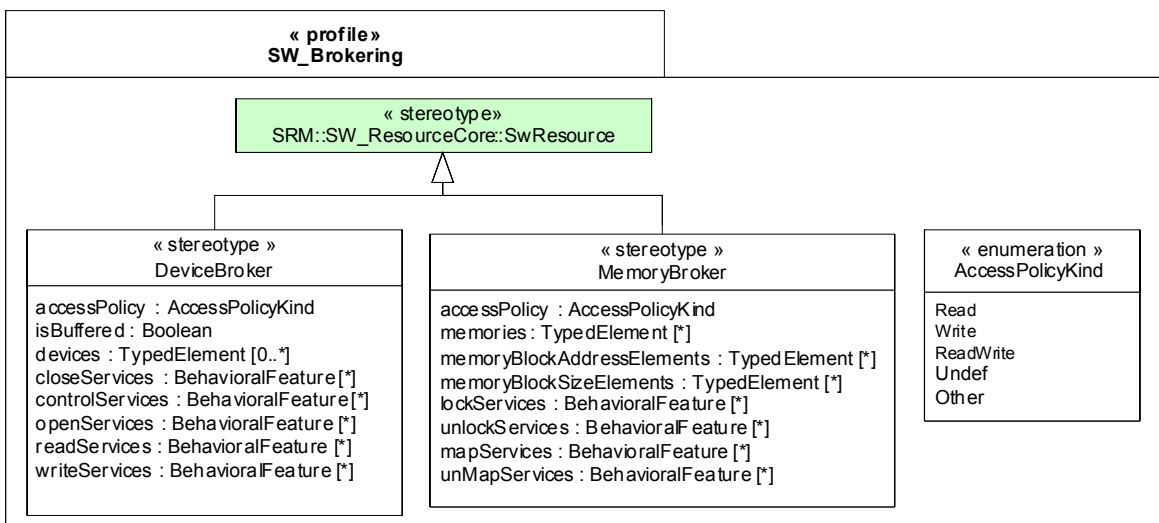 « profile»
SW_Brokering
« stereotype»
SRM::SW_ResourceCore::SwResource
« stereotype »
DeviceBroker
accessPolicy : AccessPolicyKind
isBuffered : Boolean
devices : TypedElement [0..*]
closeServices : BehavioralFeature [*]
controlServices : BehavioralFeature [*]
openServices : BehavioralFeature [*]
readServices : BehavioralFeature [*]
writeServices : BehavioralFeature [*]
« stereotype »
MemoryBroker
accessPolicy : AccessPolicyKind
memories : TypedElement [*]
memoryBlockAddressElements : TypedElement [*]
memoryBlockSizeElements : TypedElement [*]
lockServices : BehavioralFeature [*]
unlockServices : BehavioralFeature [*]
mapServices : BehavioralFeature [*]
unMapServices : BehavioralFeature [*]
« enumeration »
AccessPolicyKind
Read
Write
ReadWrite
Undef
Other